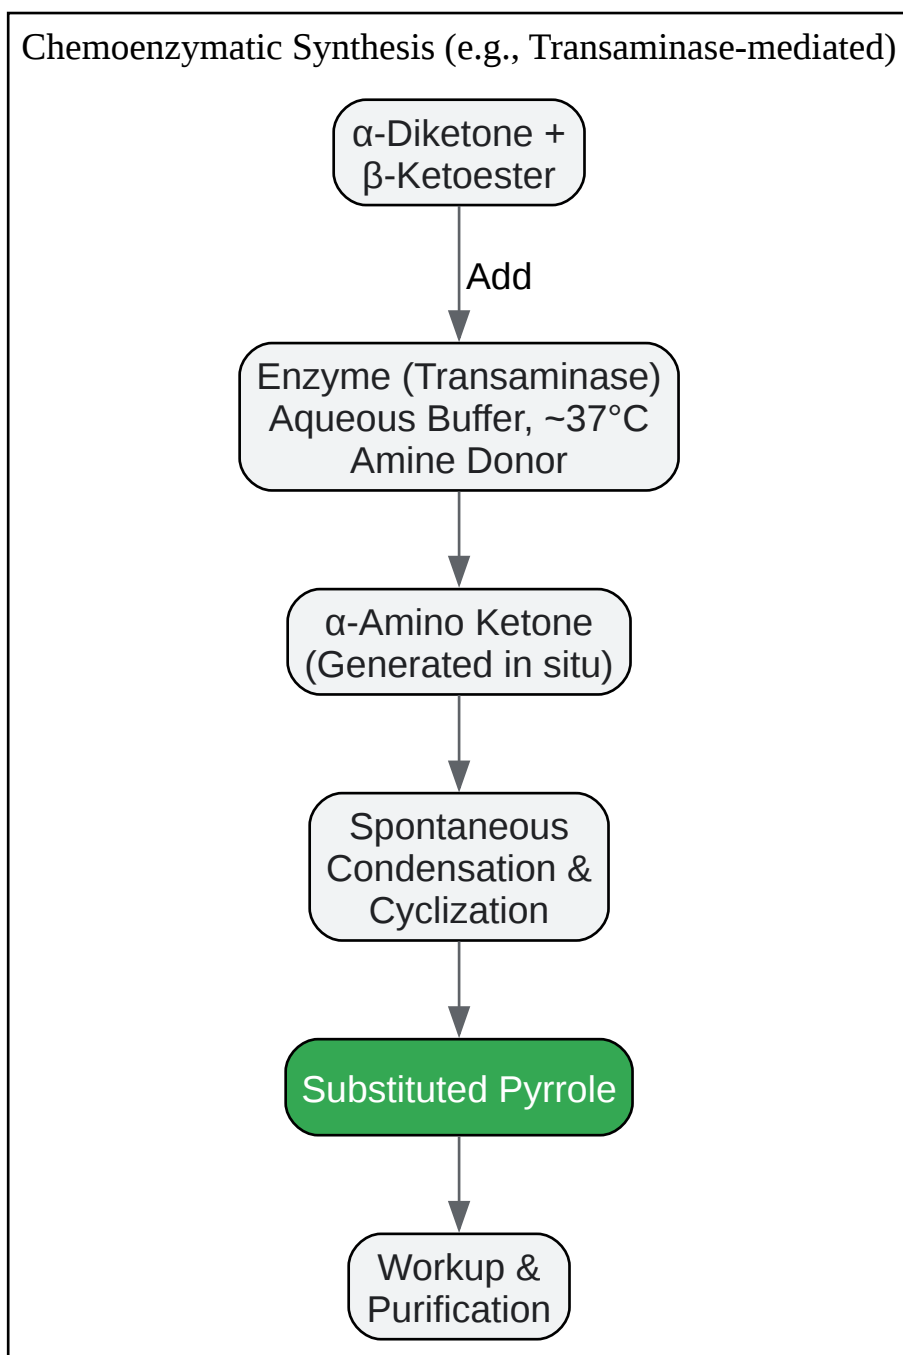 Chemoenzymatic Synthesis (e.g., Transaminase-mediated)
α-Diketone +
β-Ketoester
Add
Enzyme (Transaminase)
Aqueous Buffer, ~37°C
Amine Donor
α-Amino Ketone
(Generated in situ)
Spontaneous
Condensation &
Cyclization
Substituted Pyrrole
Workup &
Purification